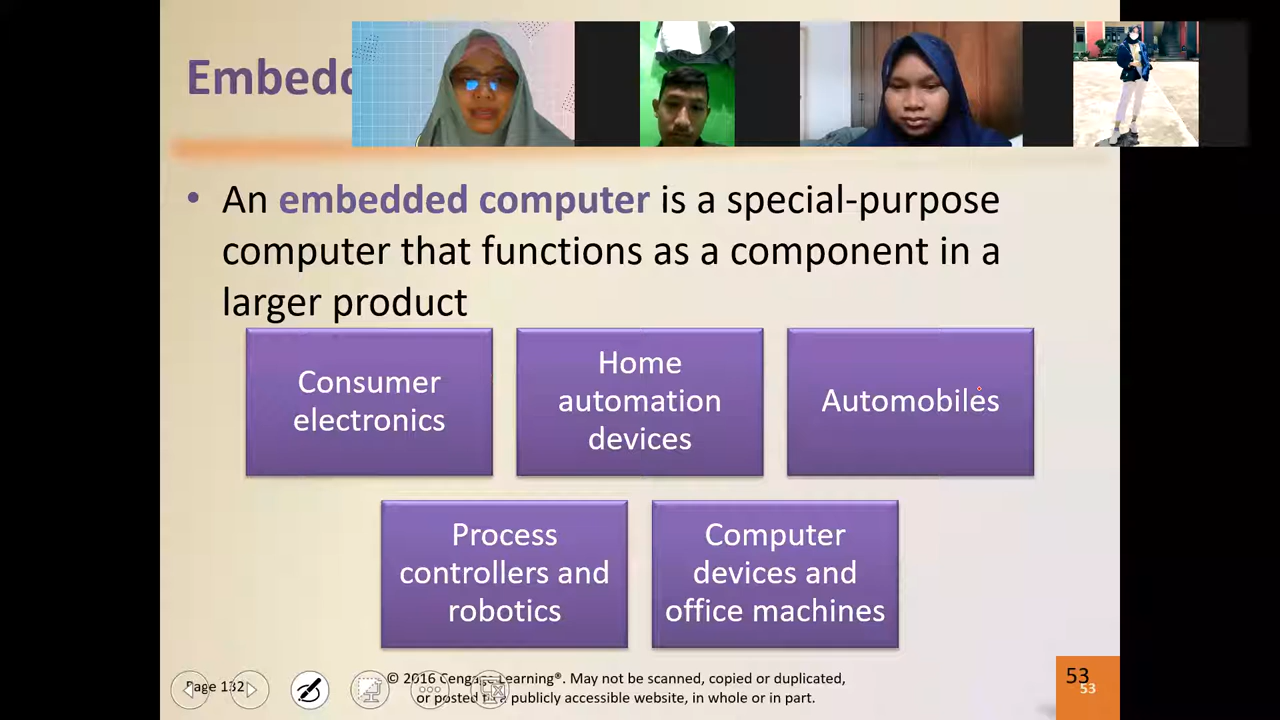 Embedd
• An embedded computer is a special-purpose
computer that functions as a component in a
larger product
Consumer
electronics
Home
automation
devices
Automobiles
Process
controllers and
robotics
Computer
devices and
office machines
Page 132
© 2016 Cengage Learning®. May not be scanned, copied or duplicated,
or posted to a publicly accessible website, in whole or in part.
53
53